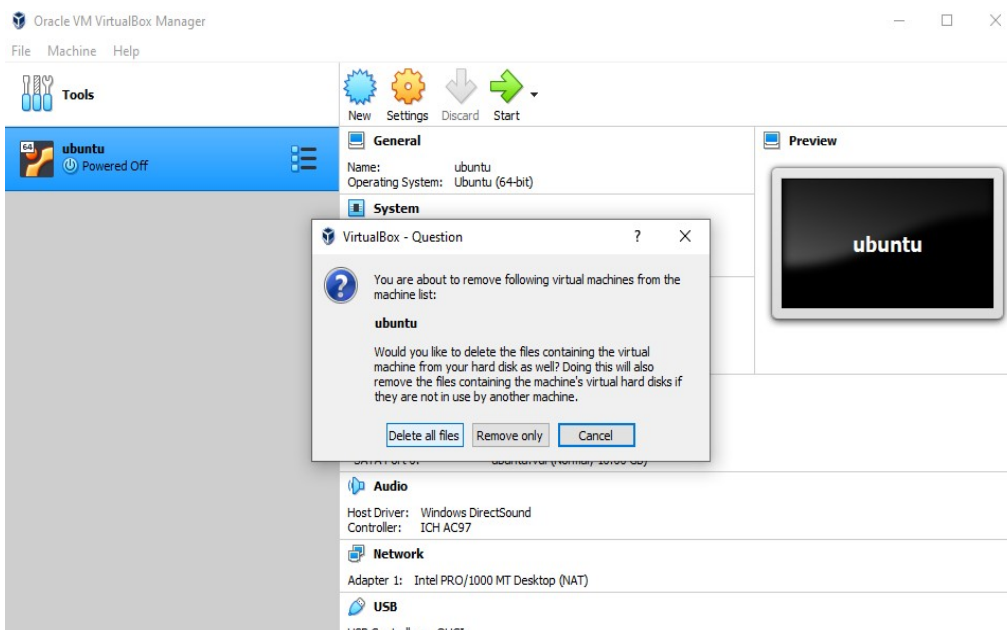 Oracle VM VirtualBox Manager
File Machine Help
Tools
New Settings Discard Start
64
ubuntu
Powered Off
General
Name: ubuntu
Operating System: Ubuntu (64-bit)
System
Preview
ubuntu
VirtualBox - Question
?
You are about to remove following virtual machines from the
machine list:
ubuntu
Would you like to delete the files containing the virtual
machine from your hard disk as well? Doing this will also
remove the files containing the machine's virtual hard disks if
they are not in use by another machine.
Delete all files Remove only Cancel
Audio
Host Driver: Windows DirectSound
Controller: ICH AC97
Network
Adapter 1: Intel PRO/1000 MT Desktop (NAT)
USB